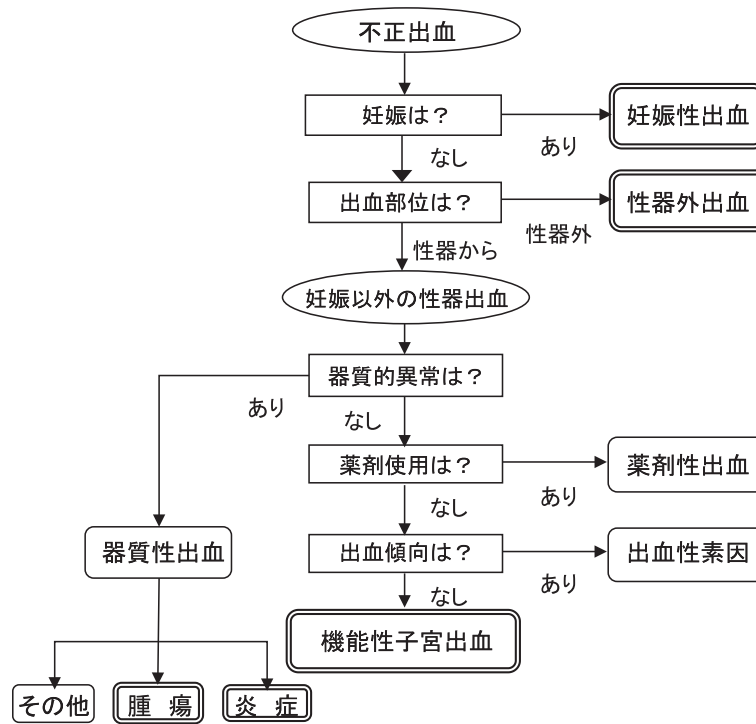 不正出血
妊娠は？
妊娠性出血
あり
なし
出血部位は？
性器外出血
性器外
性器から
妊娠以外の性器出血
器質的異常は？
あり
なし
薬剤使用は？
薬剤性出血
あり
なし
出血傾向は？
出血性素因
器質性出血
あり
なし
機能性子宮出血
その他
腫 瘍
炎 症